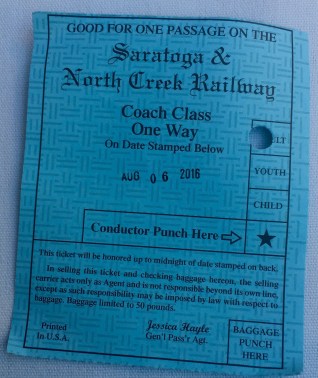 GOOD FOR ONE PASSAGE ON THE
Saratoga &
North Creek Railway
Coach Class
One Way
On Date Stamped Below
LT
YOUTH
AUG 06 2016
CHILD
Conductor Punch Here
This ticket will be honored up to midnight of date stamped on back.
In selling this ticket and checking baggage hereon, the selling
carrier acts only as Agent and is not responsible beyond its own line,
except as such responsibility may be imposed by law with respect to
baggage. Baggage limited to 50 pounds.
Printed
In U.S.A.
Jessica Hayle
Gen'l Pass'r Agt.
BAGGAGE
PUNCH
HERE